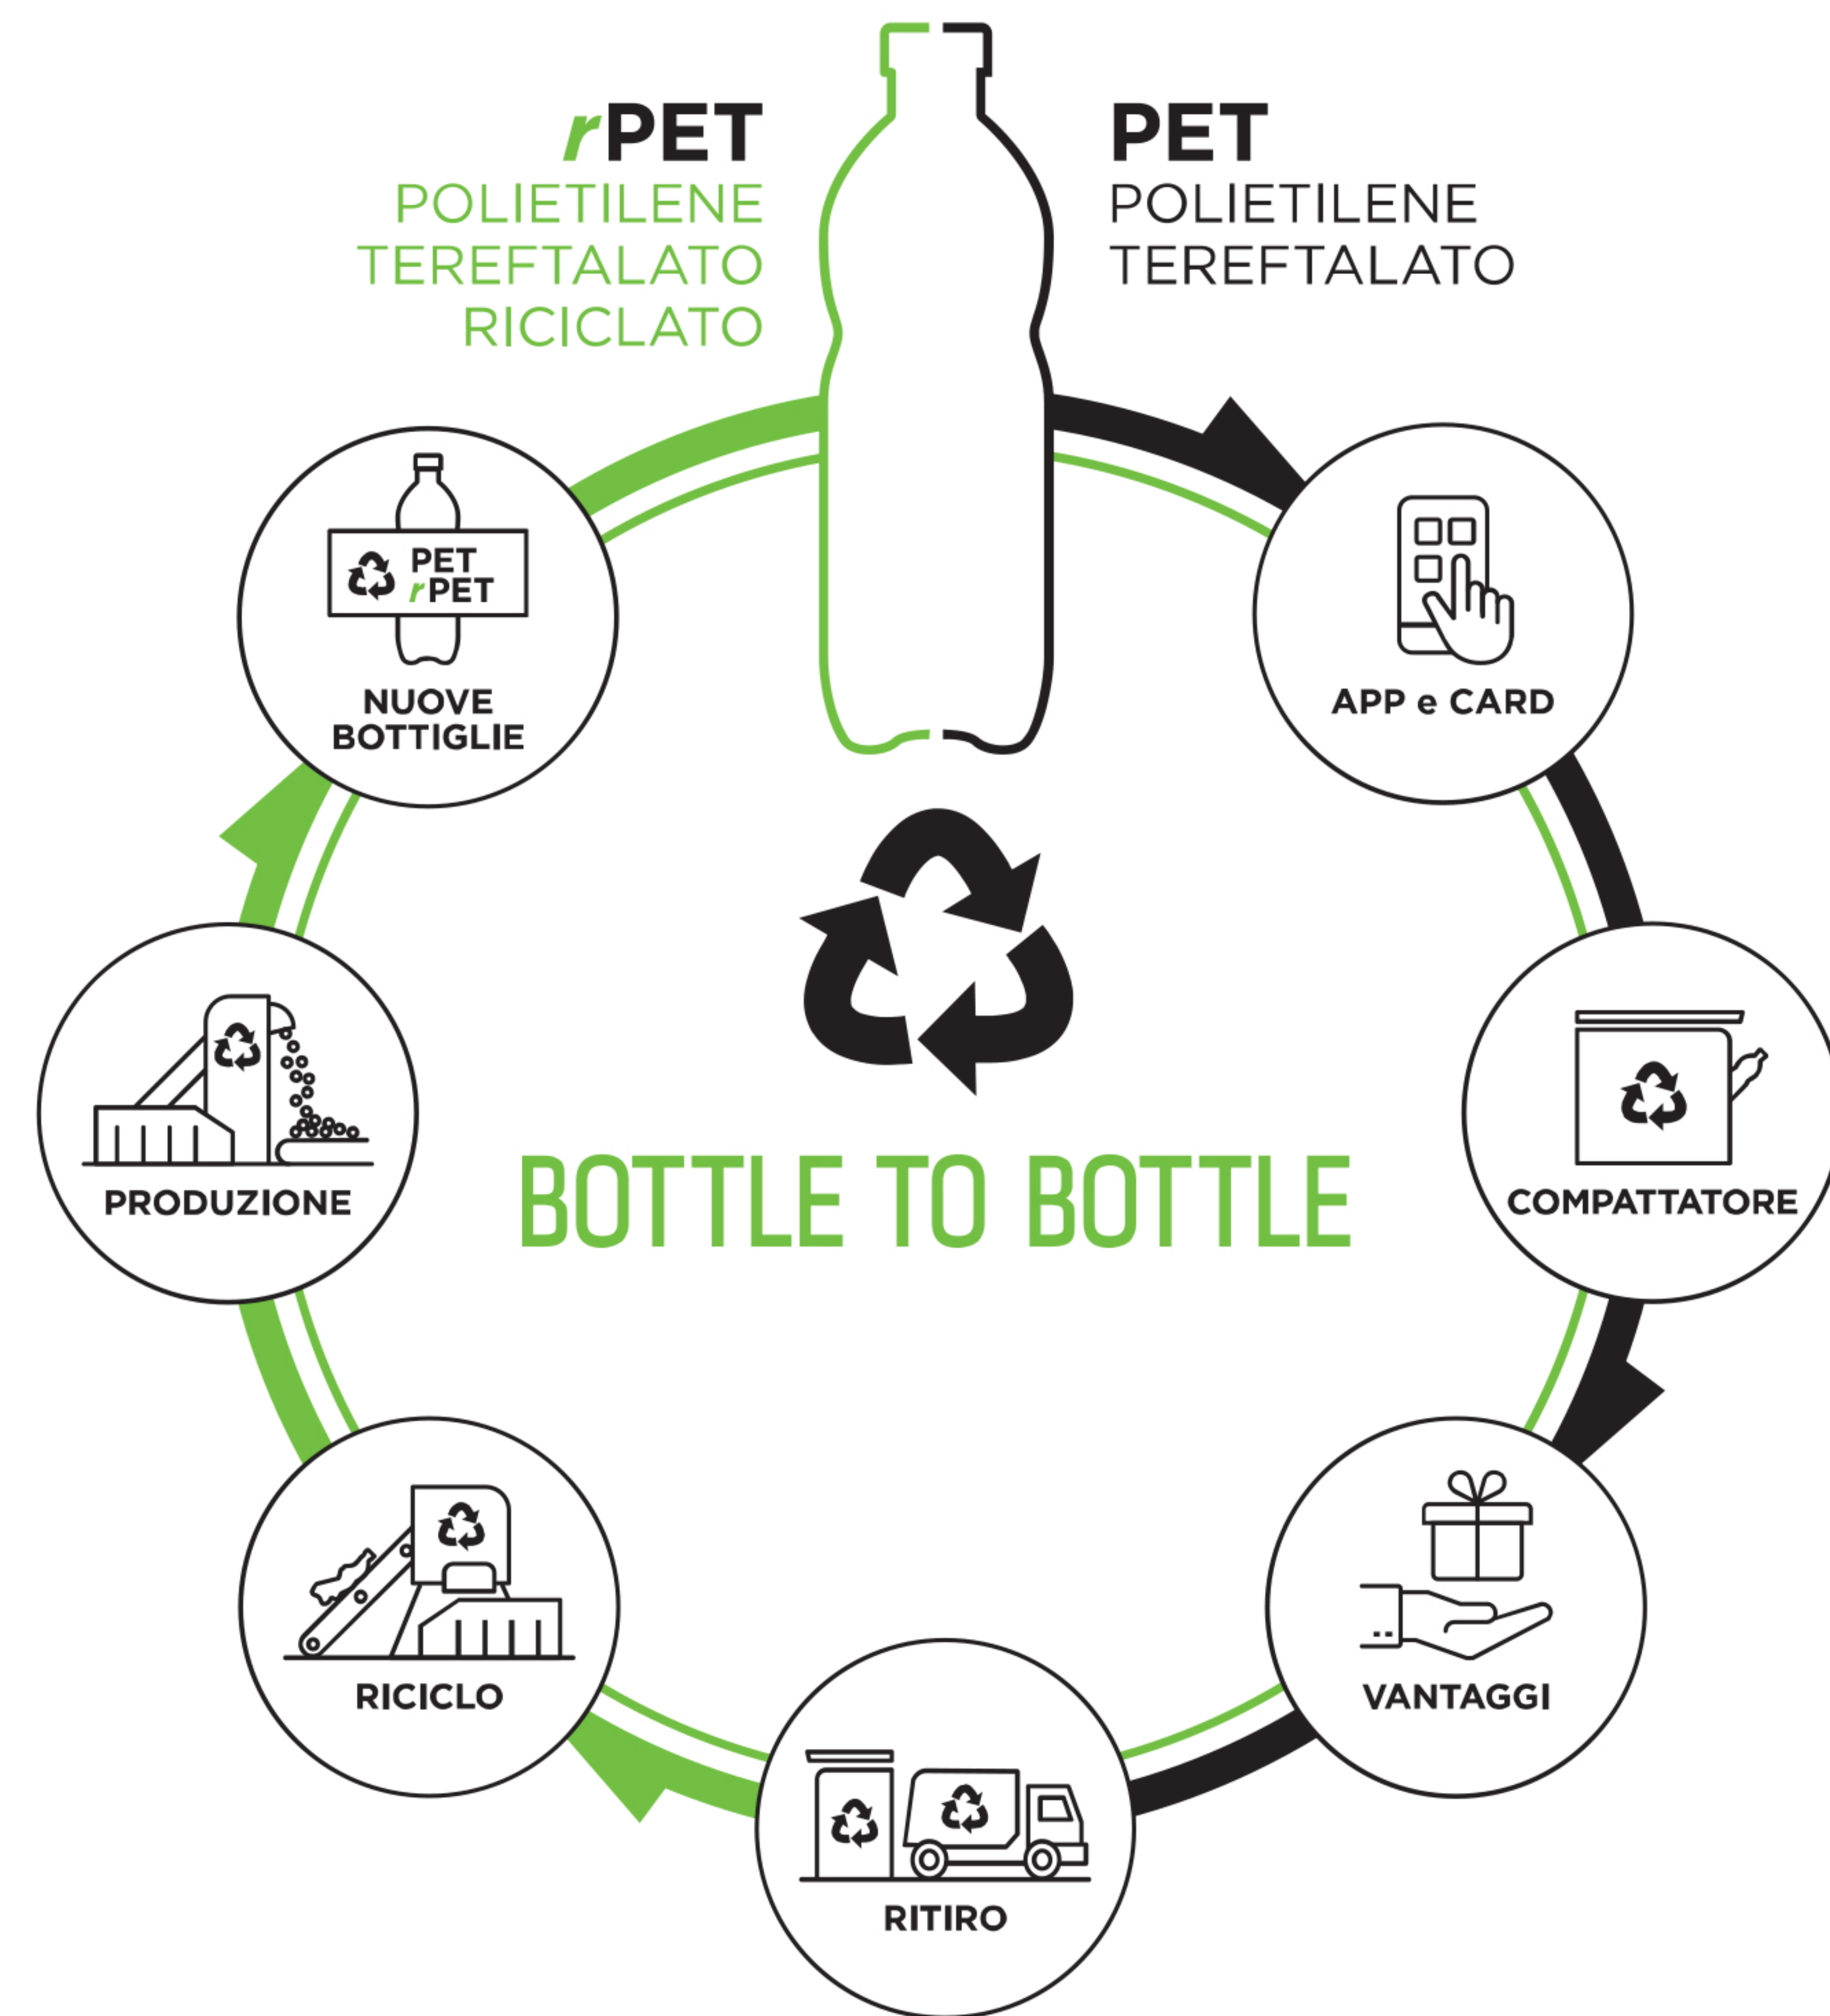 rPET
POLIETILENE
TEREFTALATO
RICICLATO
PET
POLIETILENE
TEREFTALATO
PET
rPET
NUOVE
BOTTIGLIE
APP e CARD
PRODUZIONE
BOTTLE TO BOTTLE
COMPATTATORE
RICICLO
VANTAGGI
RITIRO